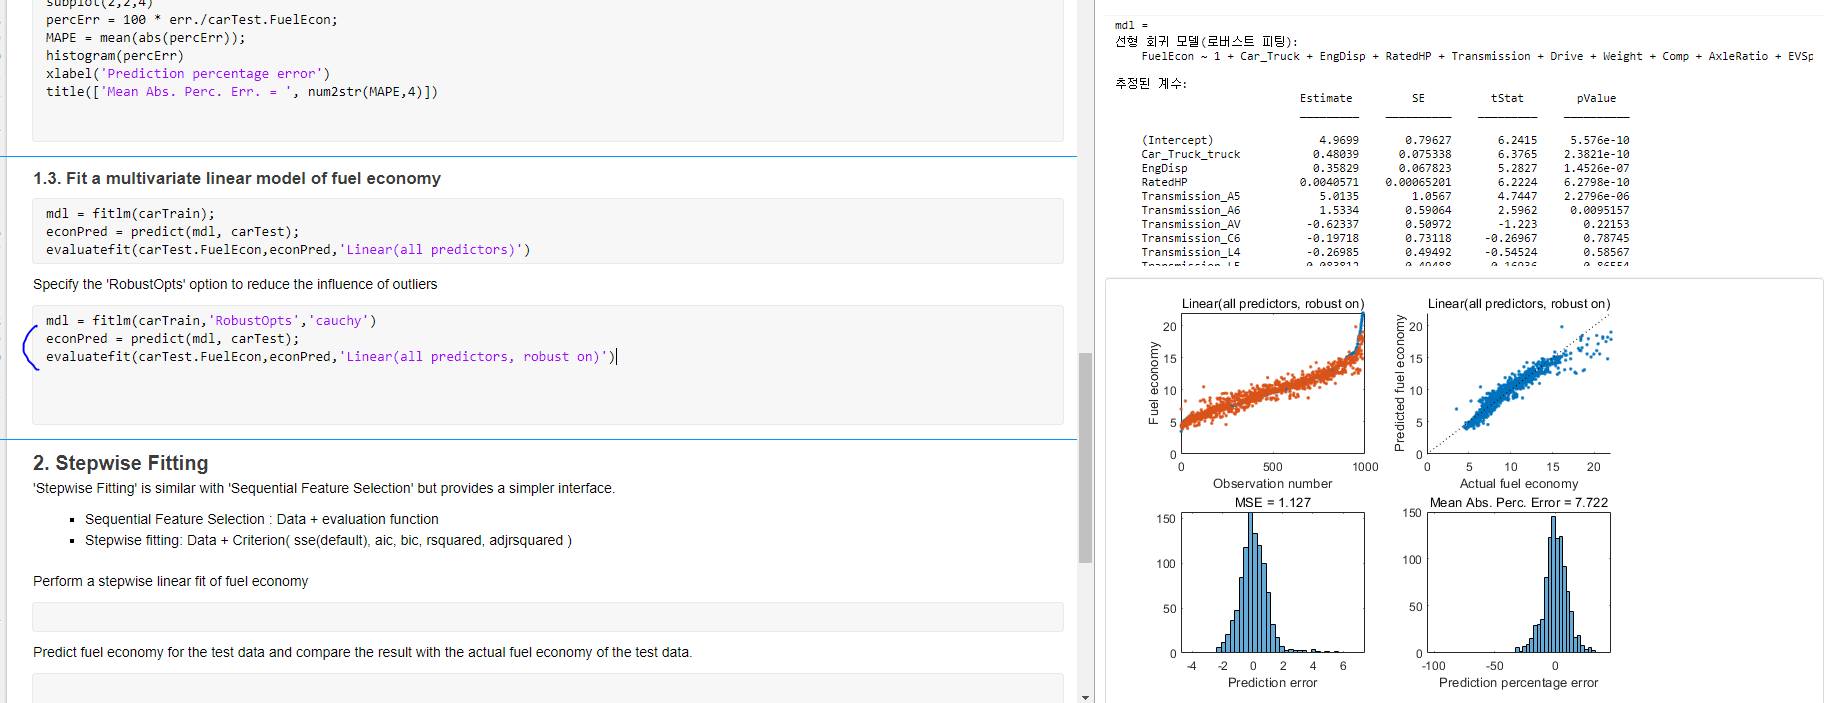 subplot(2,2,4)
percErr = 100 * err./carTest.FuelEcon;
MAPE = mean(abs(percErr));
histogram(percErr)
xlabel('Prediction percentage error')
title(['Mean Abs. Perc. Err. = ', num2str(MAPE,4)])
1.3. Fit a multivariate linear model of fuel economy
mdl = fitlm(carTrain);
econPred = predict(mdl, carTest);
evaluatefit(carTest.FuelEcon,econPred,'Linear(all predictors)')
Specify the 'RobustOpts' option to reduce the influence of outliers
mdl = fitlm(carTrain,'RobustOpts','cauchy')
econPred = predict(mdl, carTest);
evaluatefit(carTest.FuelEcon,econPred,'Linear(all predictors, robust on)')
2. Stepwise Fitting
'Stepwise Fitting' is similar with 'Sequential Feature Selection' but provides a simpler interface.
▪ Sequential Feature Selection : Data + evaluation function
▪ Stepwise fitting: Data + Criterion( sse(default), aic, bic, rsquared, adjrsquared )
Perform a stepwise linear fit of fuel economy
Predict fuel economy for the test data and compare the result with the actual fuel economy of the test data.
mdl =
선형 회귀 모델(로버스트 피팅):
FuelEcon ~ 1 + Car_Truck + EngDisp + RatedHP + Transmission + Drive + Weight + Comp + AxleRatio + EVSp
추정된 계수:
Estimate SE tStat pValue
(Intercept) 4.9699 0.79627 6.2415 5.576e-10
Car_Truck_truck 0.48039 0.075338 6.3765 2.3821e-10
EngDisp 0.35829 0.067823 5.2827 1.4526e-07
RatedHP 0.0040571 0.00065201 6.2224 6.2798e-10
Transmission_A5 5.0135 1.0567 4.7447 2.2796e-06
Transmission_A6 1.5334 0.59064 2.5962 0.0095157
Transmission_AV -0.62337 0.50972 -1.223 0.22153
Transmission_C6 -0.19718 0.73118 -0.26967 0.78745
Transmission_L4 -0.26985 0.49492 -0.54524 0.58567
Transmission_L5
Linear(all predictors, robust on)
20
15
10
5
0
0 500 1000
Fuel economy
Observation number
Linear(all predictors, robust on)
20
15
10
5
0
0 5 10 15 20
Predicted fuel economy
Actual fuel economy
MSE = 1.127
150
100
50
0
-4 -2 0 2 4 6
Prediction error
Mean Abs. Perc. Error = 7.722
150
100
50
0
-100 -50 0
Prediction percentage error